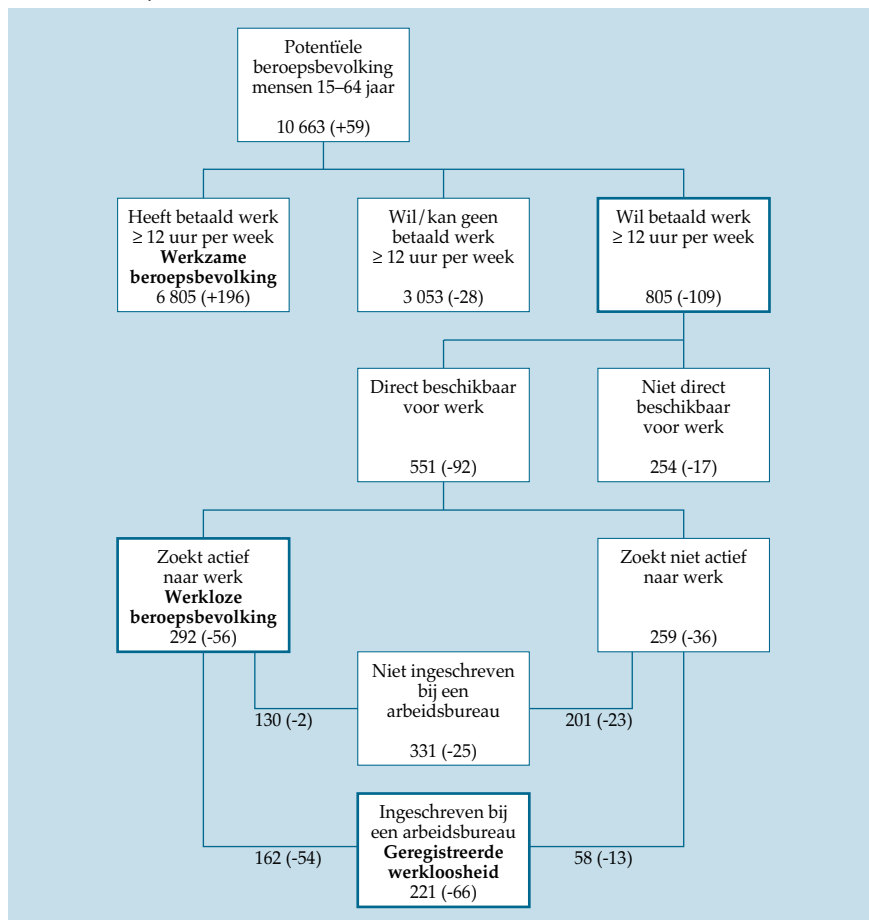 Potentïele
beroepsbevolking
mensen 15–64 jaar
10 663 (+59)
Heeft betaald werk
≥ 12 uur per week
Werkzame
beroepsbevolking
6 805 (+196)
Wil/kan geen
betaald werk
≥ 12 uur per week
3 053 (-28)
Wil betaald werk
≥ 12 uur per week
805 (-109)
Direct beschikbaar
voor werk
551 (-92)
Niet direct
beschikbaar
voor werk
254 (-17)
Zoekt actief
naar werk
Werkloze
beroepsbevolking
292 (-56)
Zoekt niet actief
naar werk
259 (-36)
Niet ingeschreven
bij een
arbeidsbureau
331 (-25)
130 (-2)
201 (-23)
Ingeschreven bij
een arbeidsbureau
Geregistreerde
werkloosheid
221 (-66)
162 (-54)
58 (-13)